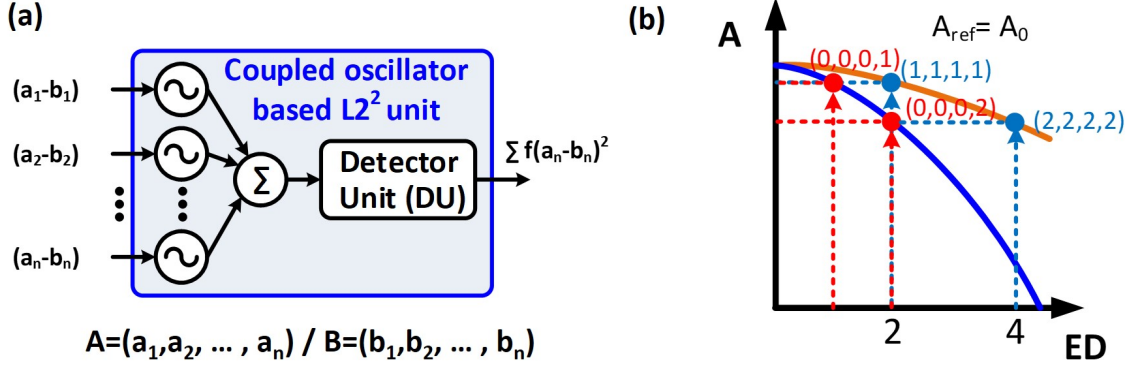 (a)
Coupled oscillator
based L2² unit
(a₁-b₁)
(a₂-b₂)
(aₙ-bₙ)
Σ
Detector
Unit (DU)
∑ f(aₙ-bₙ)²
A=(a₁,a₂, ... , aₙ) / B=(b₁,b₂, ... , bₙ)
(b)
A
A_ref= A₀
(0,0,0,1)
(1,1,1,1)
(0,0,0,2)
(2,2,2,2)
2
4
ED